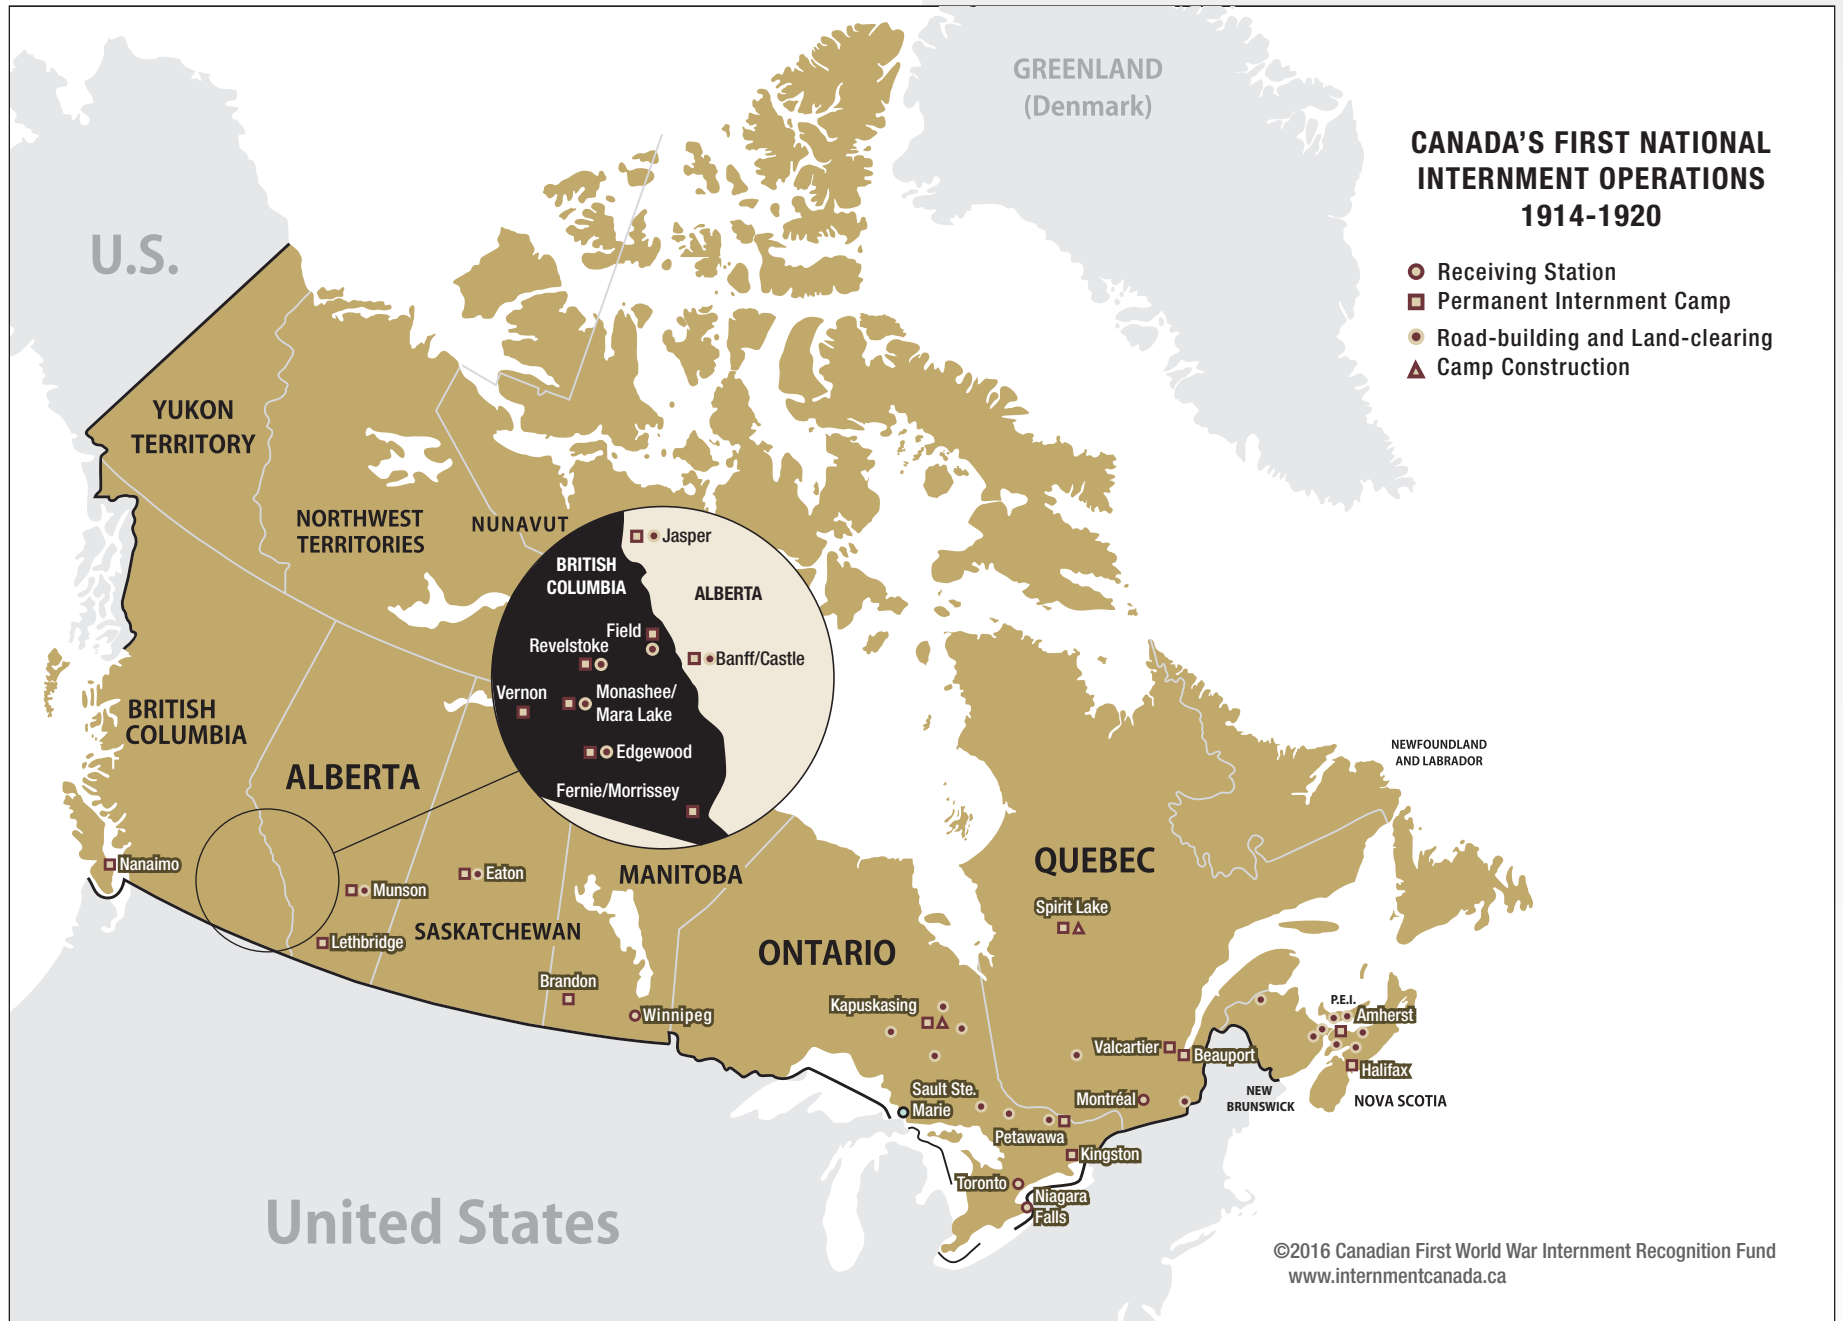 GREENLAND
(Denmark)
CANADA'S FIRST NATIONAL
INTERNMENT OPERATIONS
1914-1920
Receiving Station
Permanent Internment Camp
Road-building and Land-clearing
Camp Construction
U.S.
YUKON
TERRITORY
NORTHWEST
TERRITORIES
NUNAVUT
Jasper
BRITISH
COLUMBIA
ALBERTA
Field
Revelstoke
Banff/Castle
Vernon
Monashee/
Mara Lake
Edgewood
Fernie/Morrissey
BRITISH
COLUMBIA
ALBERTA
NEWFOUNDLAND
AND LABRADOR
Nanaimo
Munson
Eaton
MANITOBA
QUEBEC
Spirit Lake
Lethbridge
SASKATCHEWAN
ONTARIO
Brandon
Winnipeg
Kapuskasing
P.E.I.
Amherst
Valcartier
Beauport
Halifax
Sault Ste.
Marie
Montréal
NEW
BRUNSWICK
NOVA SCOTIA
Petawawa
Kingston
Toronto
Niagara
Falls
United States
©2016 Canadian First World War Internment Recognition Fund
www.internmentcanada.ca